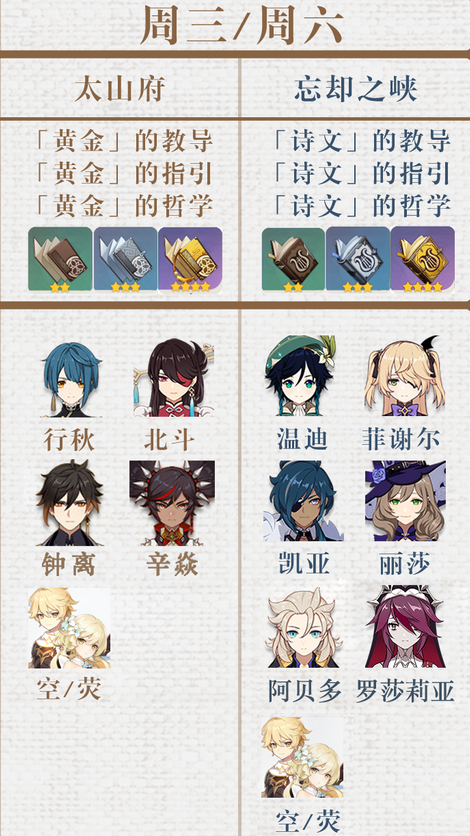 周三/周六
太山府
忘却之峡
「黄金」的教导
「黄金」的指引
「黄金」的哲学
「诗文」的教导
「诗文」的指引
「诗文」的哲学
行秋
北斗
钟离
辛焱
空/荧
温迪
菲谢尔
凯亚
丽莎
阿贝多
罗莎莉亚
空/荧